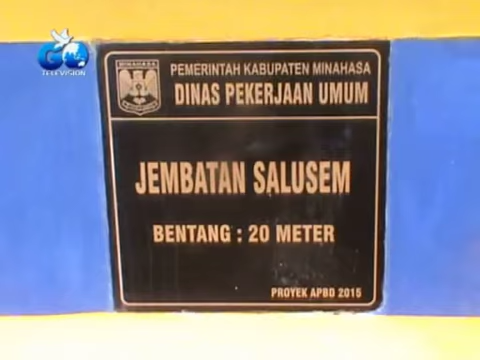 TELEVISION
MINAHASA
PEMERINTAH KABUPATEN MINAHASA
DINAS PEKERJAAN UMUM
JEMBATAN SALUSEM
BENTANG : 20 METER
PROYEK APBD 2015